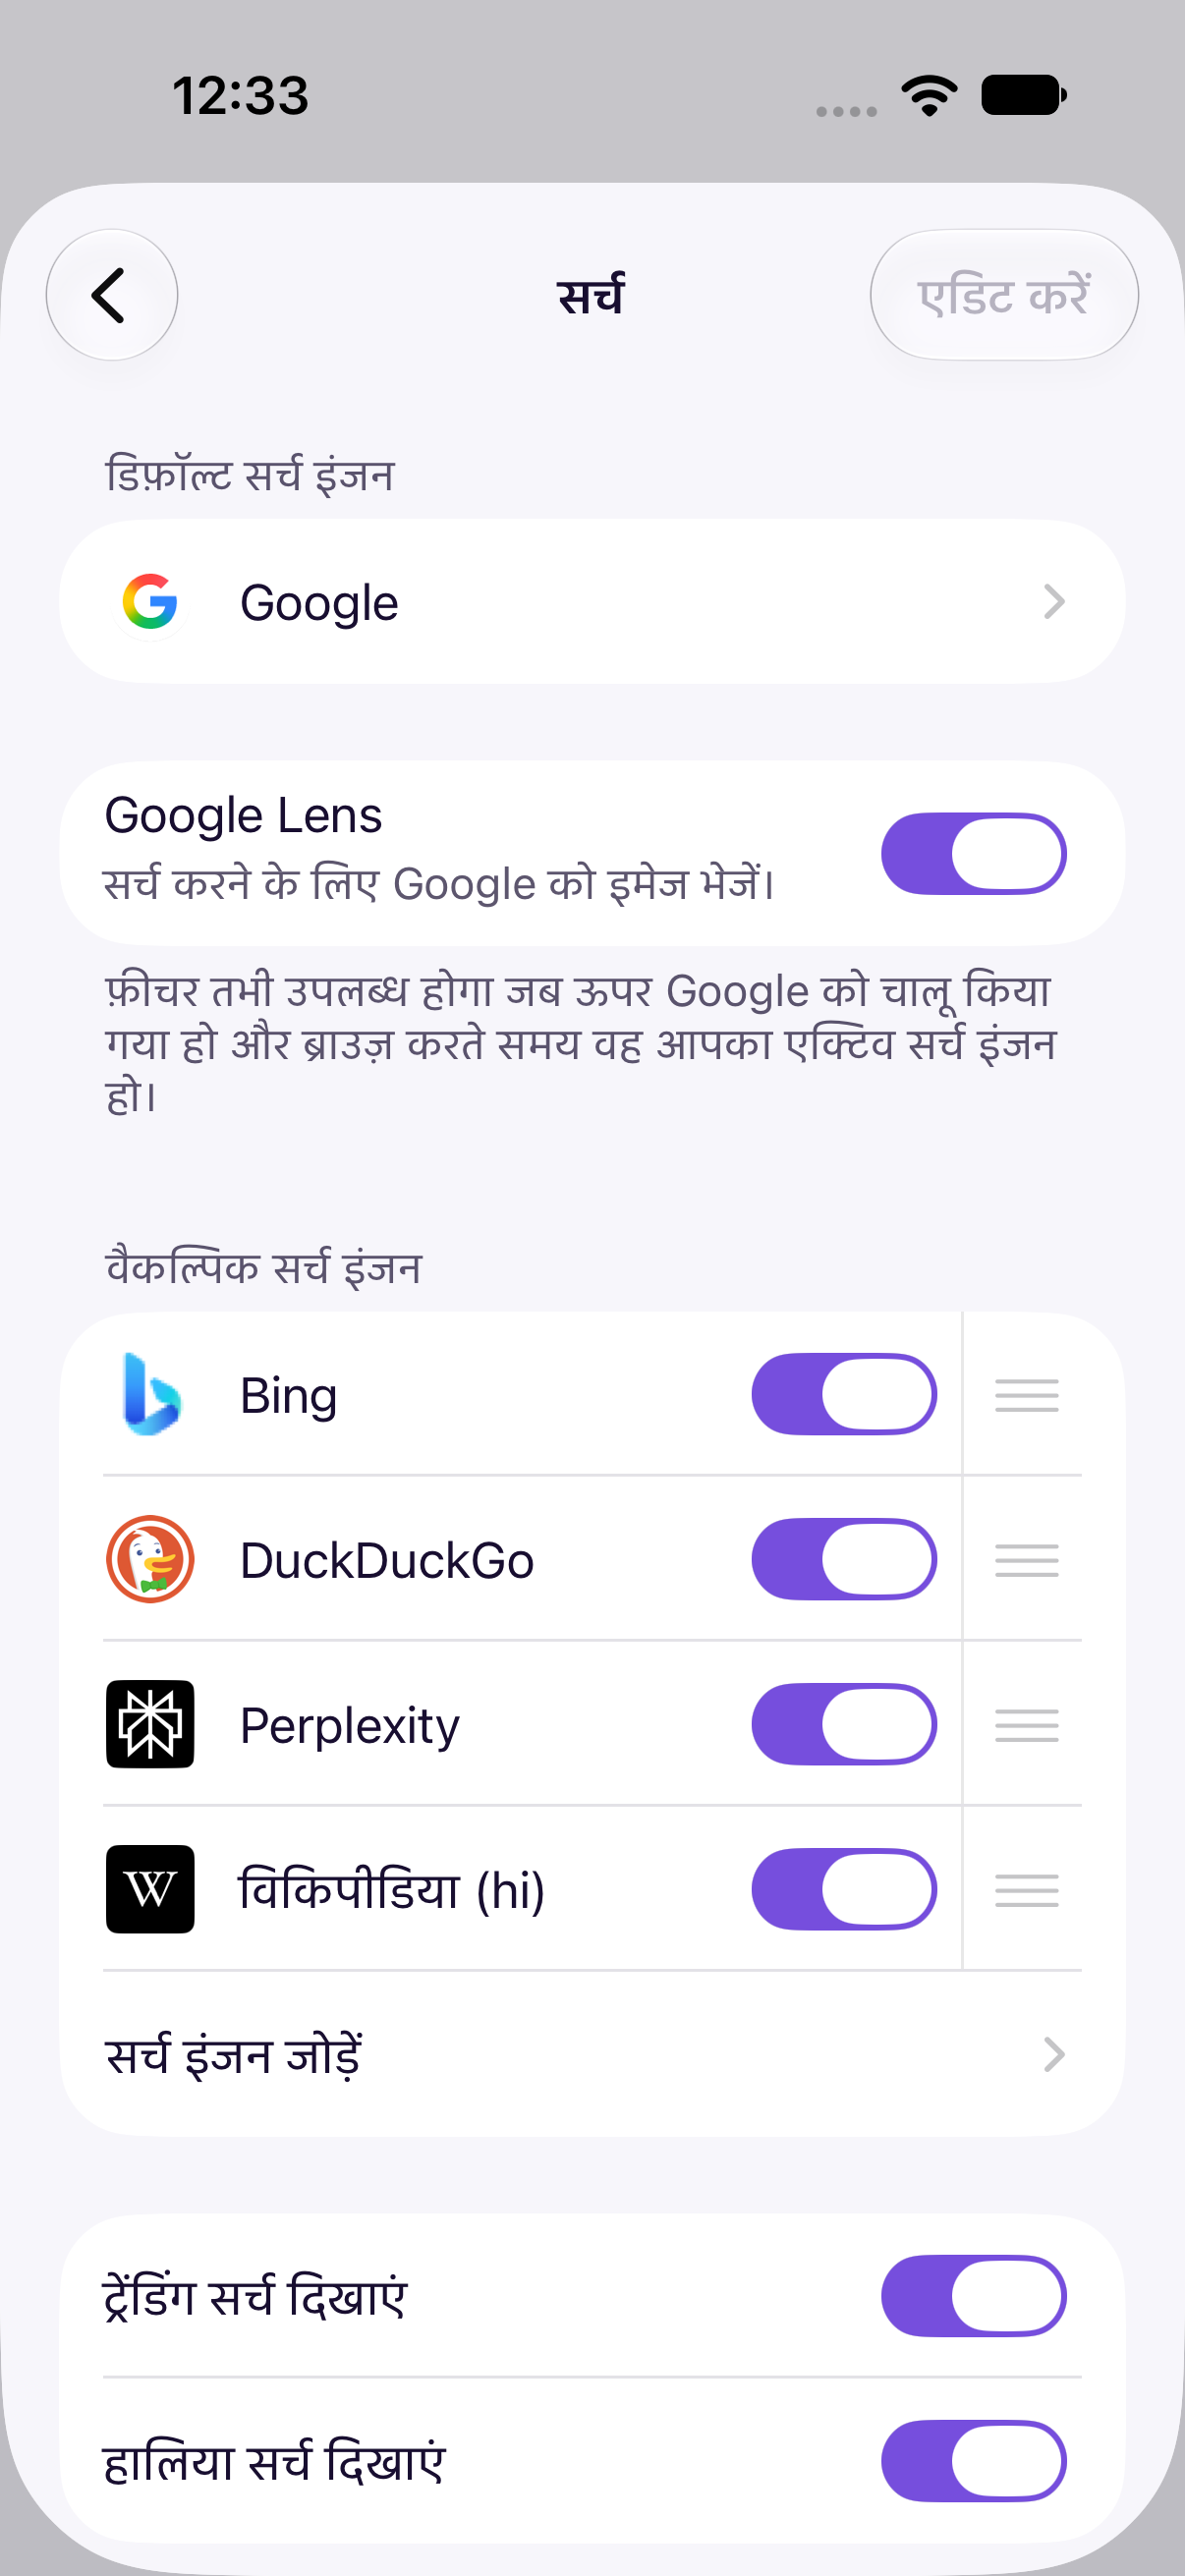 12:33
सर्च
एडिट करें
डिफ़ॉल्ट सर्च इंजन
Google
Google Lens
सर्च करने के लिए Google को इमेज भेजें।
फ़ीचर तभी उपलब्ध होगा जब ऊपर Google को चालू किया
गया हो और ब्राउज़ करते समय वह आपका एक्टिव सर्च इंजन
हो।
वैकल्पिक सर्च इंजन
Bing
DuckDuckGo
Perplexity
W
विकिपीडिया (hi)
सर्च इंजन जोड़ें
ट्रेंडिंग सर्च दिखाएं
हालिया सर्च दिखाएं